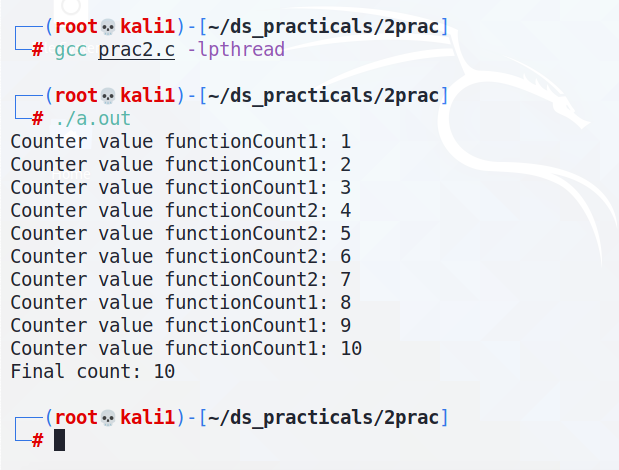 ┌──(root💀kali1)-[~/ds_practicals/2prac]
└─# gcc prac2.c -lpthread
┌──(root💀kali1)-[~/ds_practicals/2prac]
└─# ./a.out
Counter value functionCount1: 1
Counter value functionCount1: 2
Counter value functionCount1: 3
Counter value functionCount2: 4
Counter value functionCount2: 5
Counter value functionCount2: 6
Counter value functionCount2: 7
Counter value functionCount1: 8
Counter value functionCount1: 9
Counter value functionCount1: 10
Final count: 10
┌──(root💀kali1)-[~/ds_practicals/2prac]
└─#